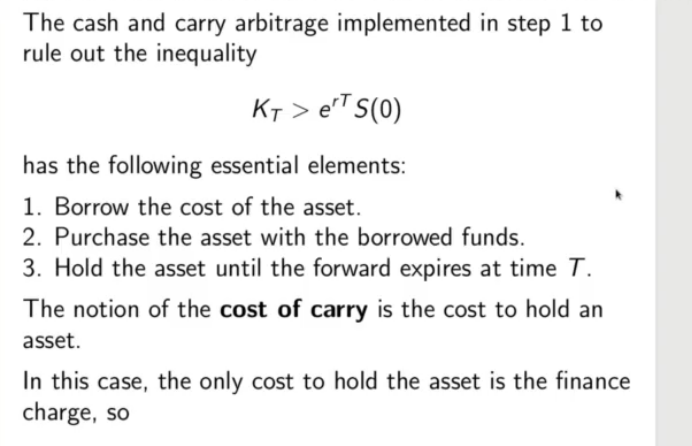 The cash and carry arbitrage implemented in step 1 to
rule out the inequality
K_T > e^{rT} S(0)
has the following essential elements:
1. Borrow the cost of the asset.
2. Purchase the asset with the borrowed funds.
3. Hold the asset until the forward expires at time T.
The notion of the cost of carry is the cost to hold an
asset.
In this case, the only cost to hold the asset is the finance
charge, so